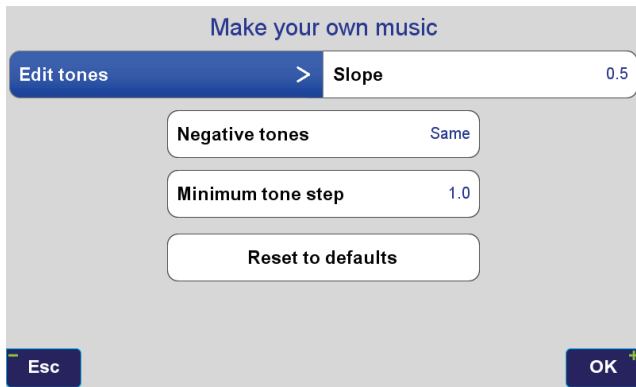 Make your own music
Edit tones > Slope 0.5
Negative tones Same
Minimum tone step 1.0
Reset to defaults
− Esc OK +